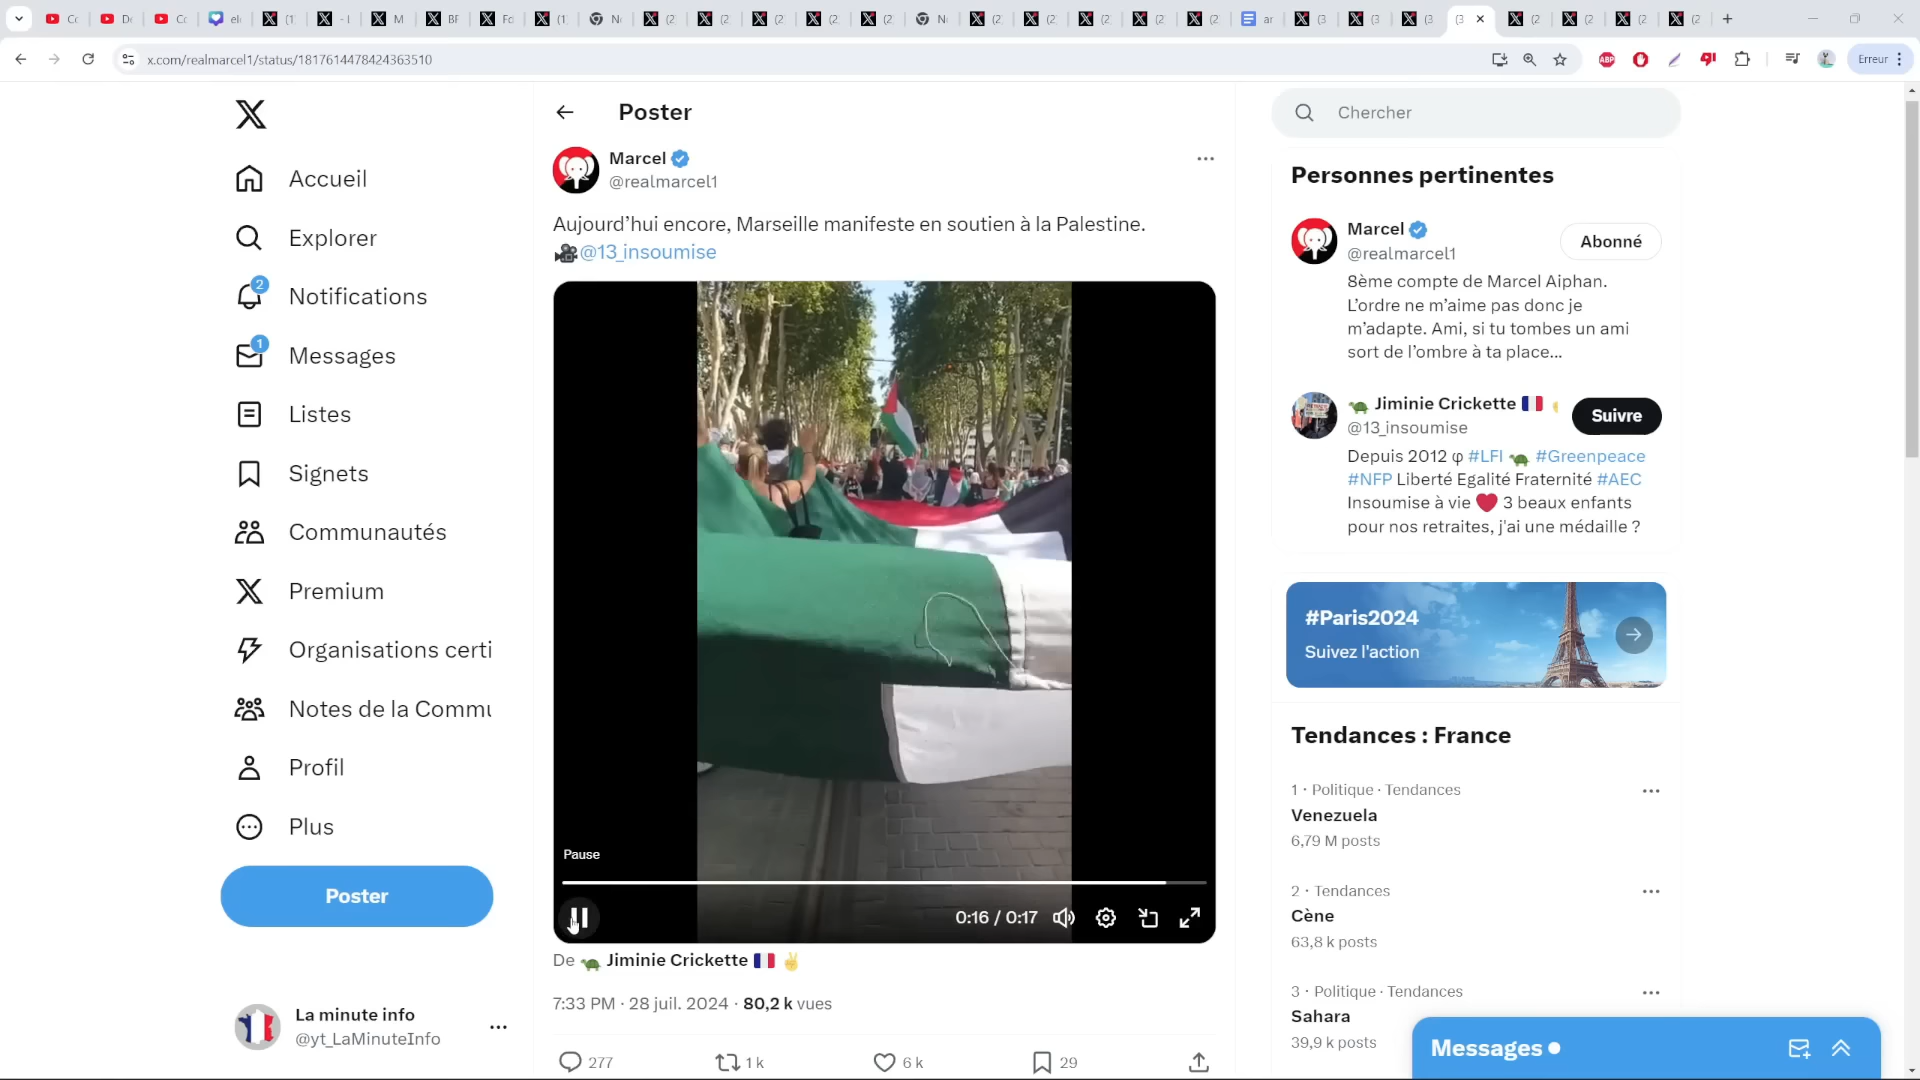 x.com/realmarcel1/status/1817614478424363510
Erreur
Accueil
Explorer
2
Notifications
1
Messages
Listes
Signets
Communautés
Premium
Organisations certi
Notes de la Commu
Profil
Plus
Poster
La minute info
@yt_LaMinuteInfo
Poster
Marcel
@realmarcel1
Aujourd’hui encore, Marseille manifeste en soutien à la Palestine.
🎥@13_insoumise
Pause
0:16 / 0:17
De 🐢 Jiminie Crickette 🇫🇷 ✌️
7:33 PM · 28 juil. 2024 · 80,2 k vues
277
1 k
6 k
29
Chercher
Personnes pertinentes
Marcel
@realmarcel1
Abonné
8ème compte de Marcel Aiphan.
L’ordre ne m’aime pas donc je
m’adapte. Ami, si tu tombes un ami
sort de l’ombre à ta place...
🐢 Jiminie Crickette 🇫🇷
@13_insoumise
Suivre
Depuis 2012 φ #LFI 🐢 #Greenpeace
#NFP Liberté Egalité Fraternité #AEC
Insoumise à vie ❤️ 3 beaux enfants
pour nos retraites, j'ai une médaille ?
#Paris2024
Suivez l'action
Tendances : France
1 · Politique · Tendances
Venezuela
6,79 M posts
2 · Tendances
Cène
63,8 k posts
3 · Politique · Tendances
Sahara
39,9 k posts
Messages